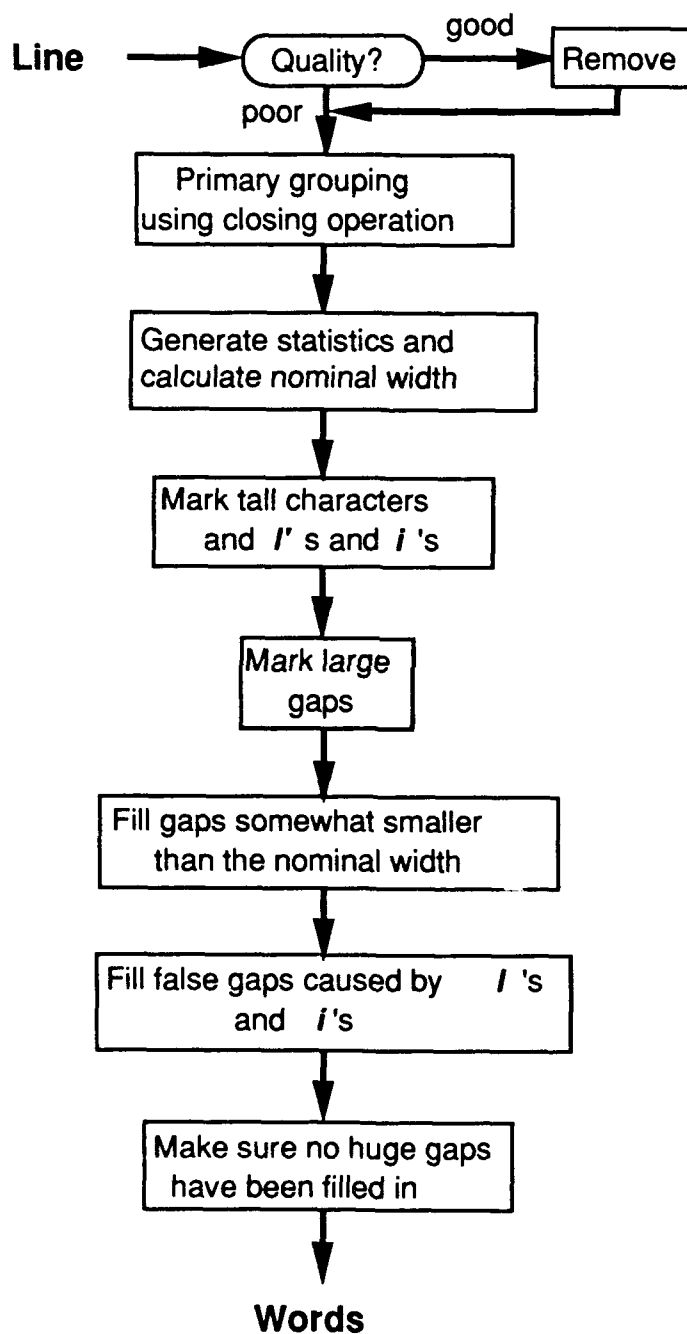 good
Line Quality? Remove
poor
Primary grouping
using closing operation
Generate statistics and
calculate nominal width
Mark tall characters
and l' s and i 's
Mark large
gaps
Fill gaps somewhat smaller
than the nominal width
Fill false gaps caused by l 's
and i 's
Make sure no huge gaps
have been filled in
Words